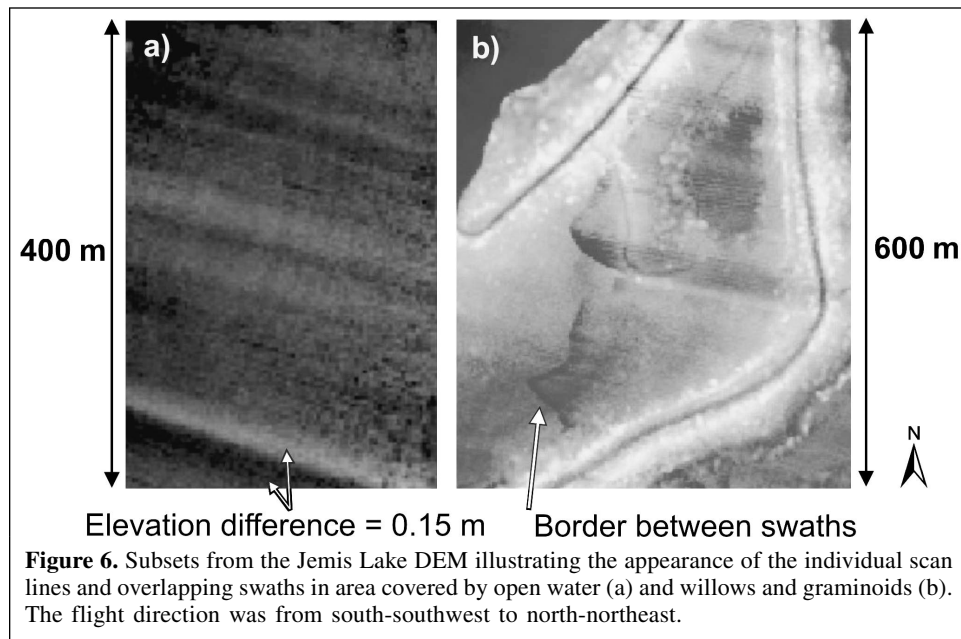 a)
b)
400 m
600 m
N
Elevation difference = 0.15 m
Border between swaths
Figure 6. Subsets from the Jemis Lake DEM illustrating the appearance of the individual scan
lines and overlapping swaths in area covered by open water (a) and willows and graminoids (b).
The flight direction was from south-southwest to north-northeast.